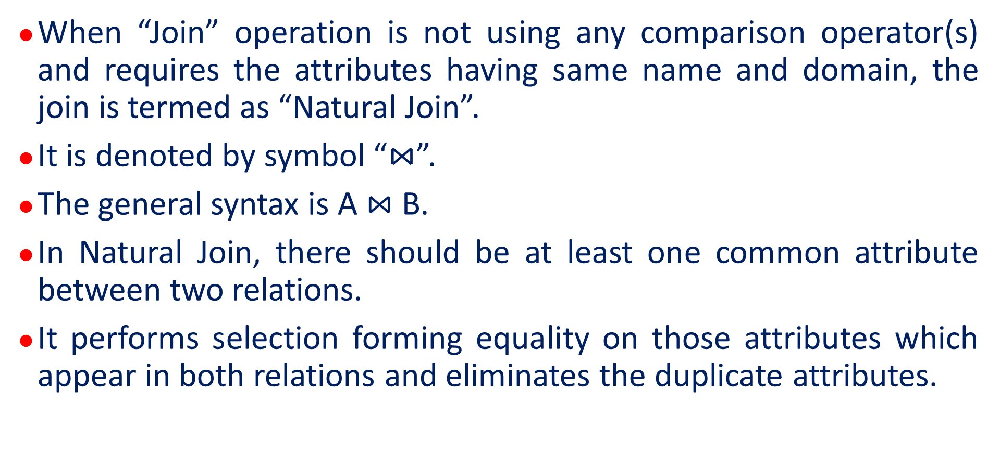 • When “Join” operation is not using any comparison operator(s)
and requires the attributes having same name and domain, the
join is termed as “Natural Join”.
• It is denoted by symbol “⋈”.
• The general syntax is A ⋈ B.
• In Natural Join, there should be at least one common attribute
between two relations.
• It performs selection forming equality on those attributes which
appear in both relations and eliminates the duplicate attributes.